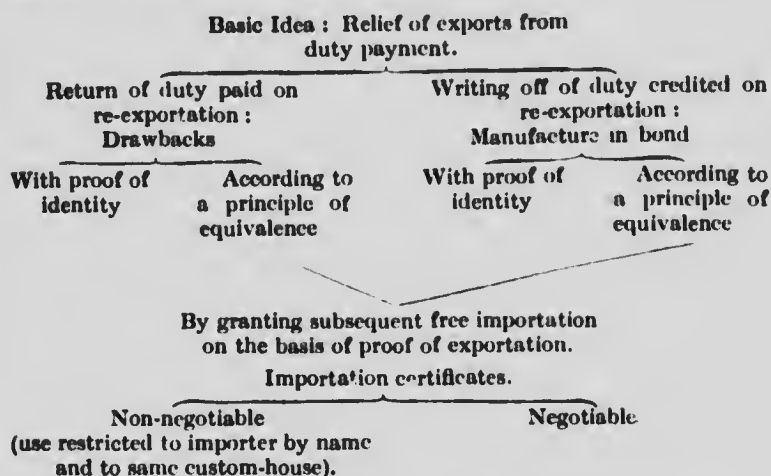 Basic Idea : Relief of exports from
duty payment.
Return of duty paid on
re-exportation :
Drawbacks
Writing off of duty credited on
re-exportation :
Manufacture in bond
With proof of
identity
According to
a principle of
equivalence
With proof of
identity
According to
a principle of
equivalence
By granting subsequent free importation
on the basis of proof of exportation.
Importation certificates.
Non-negotiable
(use restricted to importer by name
and to same custom-house).
Negotiable